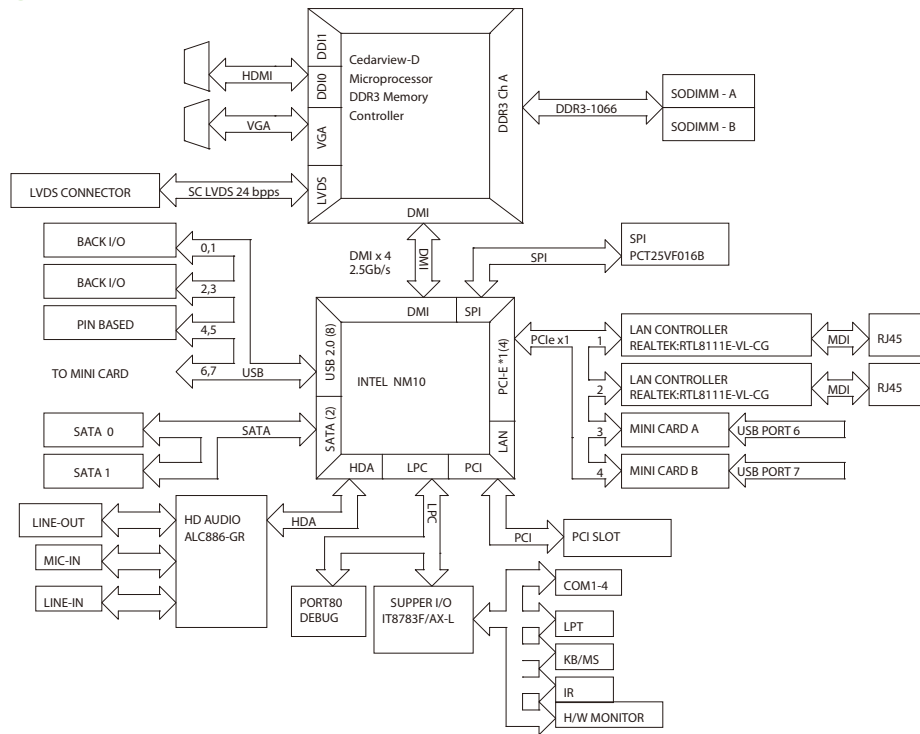 DDI1
DDI0
VGA
LVDS
Cedarview-D
Microprocessor
DDR3 Memory
Controller
DDR3 Ch A
DMI
HDMI
VGA
DDR3-1066
SODIMM - A
SODIMM - B
LVDS CONNECTOR
SC LVDS 24 bpps
DMI x 4
2.5Gb/s
DMI
SPI
SPI
PCT25VF016B
BACK I/O
0,1
BACK I/O
2,3
PIN BASED
4,5
TO MINI CARD
6,7
USB
USB 2.0 (8)
SATA (2)
DMI
SPI
INTEL NM10
PCI-E *1(4)
LAN
HDA
LPC
PCI
PCIe x1
1
LAN CONTROLLER
REALTEK:RTL8111E-VL-CG
MDI
RJ45
2
LAN CONTROLLER
REALTEK:RTL8111E-VL-CG
MDI
RJ45
3
MINI CARD A
USB PORT 6
4
MINI CARD B
USB PORT 7
SATA 0
SATA
SATA 1
LINE-OUT
MIC-IN
LINE-IN
HD AUDIO
ALC886-GR
HDA
LPC
PCI
PCI SLOT
PORT80
DEBUG
SUPPER I/O
IT8783F/AX-L
COM1-4
LPT
KB/MS
IR
H/W MONITOR